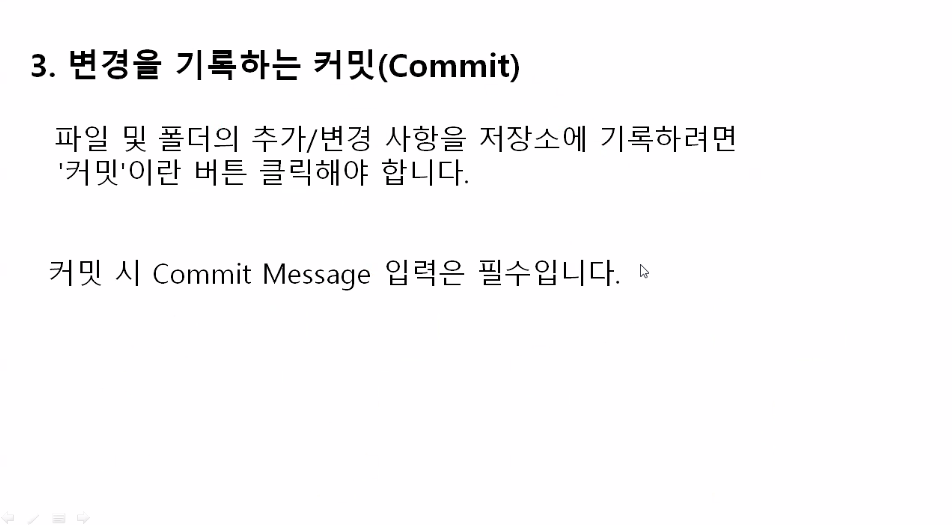 3. 변경을 기록하는 커밋(Commit)
파일 및 폴더의 추가/변경 사항을 저장소에 기록하려면
'커밋'이란 버튼 클릭해야 합니다.
커밋 시 Commit Message 입력은 필수입니다.